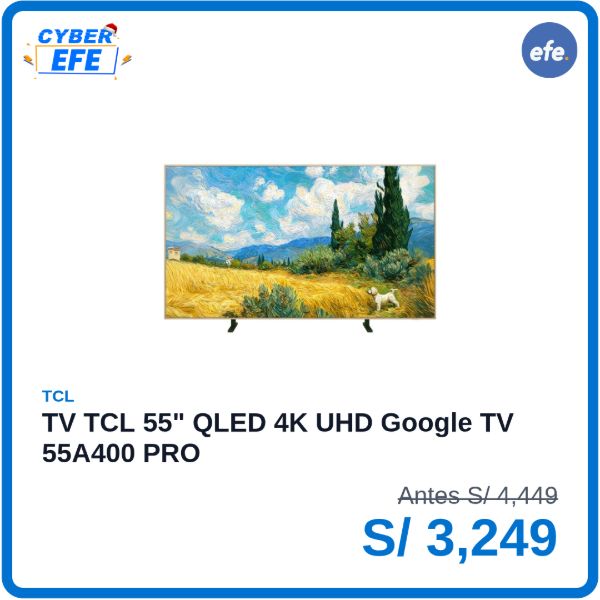 CYBER
EFE
efe.
TCL
TV TCL 55" QLED 4K UHD Google TV
55A400 PRO
Antes S/ 4,449
S/ 3,249